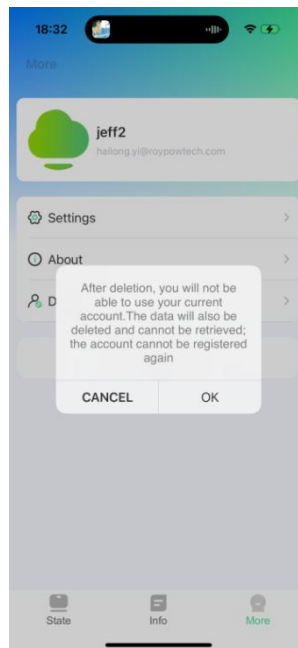 18:32
More
jeff2
hailong.yi@roypowtech.com
Settings
About
D
After deletion, you will not be
able to use your current
account.The data will also be
deleted and cannot be retrieved;
the account cannot be registered
again
CANCEL OK
State Info More